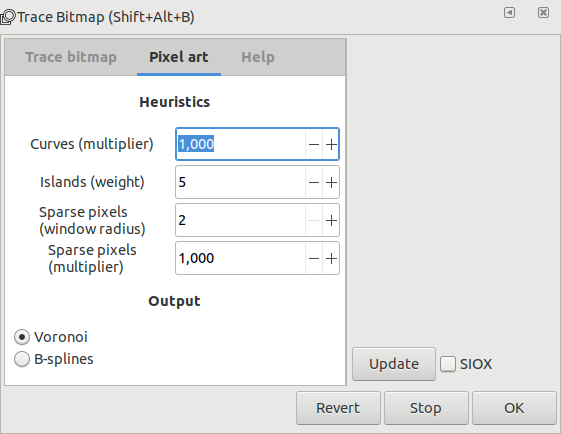 Trace Bitmap (Shift+Alt+B)
Trace bitmap Pixel art Help
Heuristics
Curves (multiplier) 1,000
Islands (weight) 5
Sparse pixels
(window radius) 2
Sparse pixels
(multiplier) 1,000
Output
Voronoi
B-splines
Update SIOX
Revert Stop OK